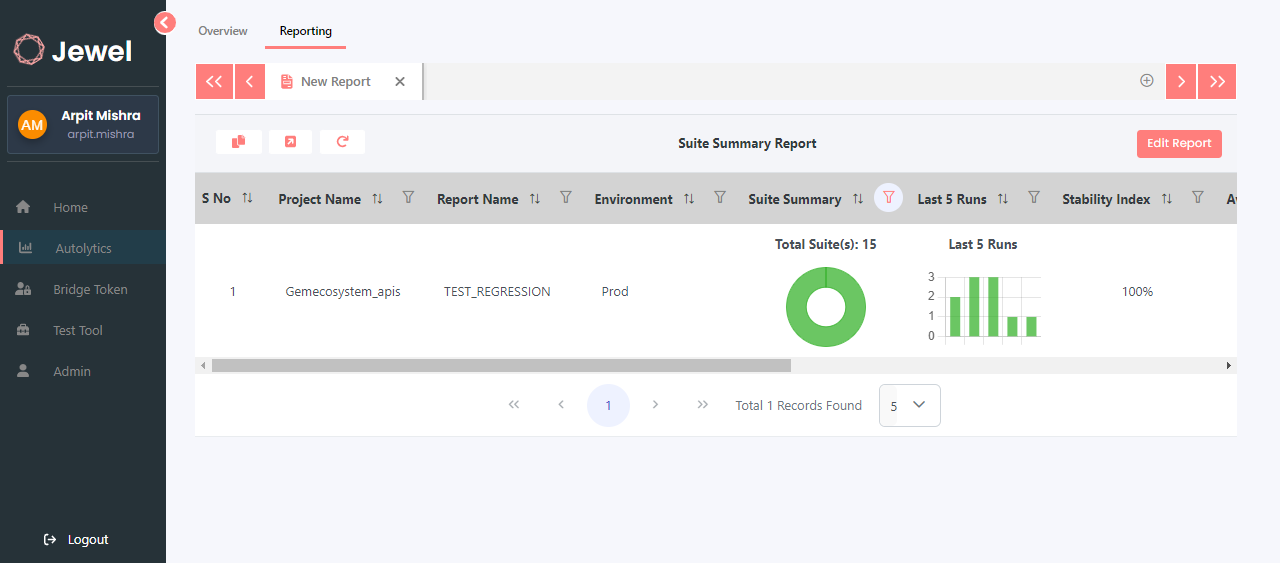 Jewel
AM
Arpit Mishra
arpit.mishra
Home
Autolytics
Bridge Token
Test Tool
Admin
Logout
Overview
Reporting
New Report
Suite Summary Report
Edit Report
S No
Project Name
Report Name
Environment
Suite Summary
Last 5 Runs
Stability Index
1
Gemecosystem_apis
TEST_REGRESSION
Prod
Total Suite(s): 15
Last 5 Runs
3
2
1
0
100%
1
Total 1 Records Found
5